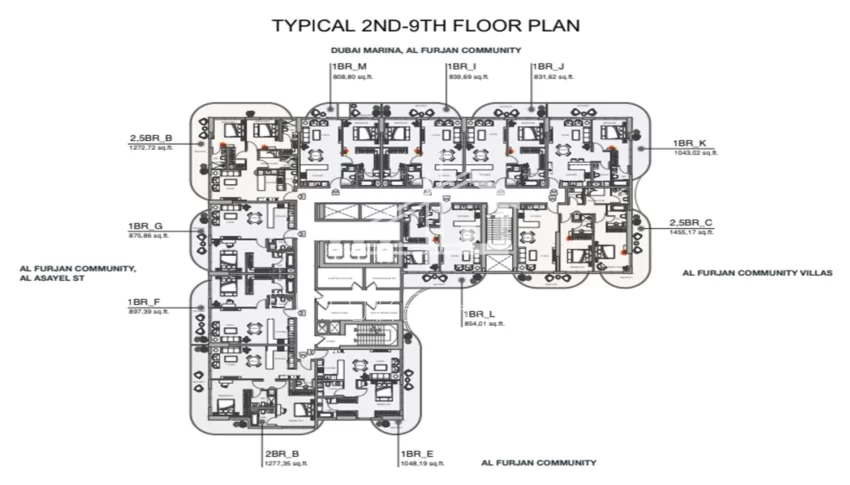 TYPICAL 2ND-9TH FLOOR PLAN
DUBAI MARINA, AL FURJAN COMMUNITY
1BR_M
808,80 sq.ft.
1BR_I
839,69 sq.ft.
1BR_J
831,62 sq.ft.
2,5BR_B
1272,72 sq.ft.
1BR_K
1043,02 sq.ft.
1BR_G
875,86 sq.ft.
2,5BR_C
1455,17 sq.ft.
AL FURJAN COMMUNITY,
AL ASAYEL ST
AL FURJAN COMMUNITY VILLAS
1BR_F
897,39 sq.ft.
1BR_L
854,01 sq.ft.
2BR_B
1277,35 sq.ft.
1BR_E
1048,19 sq.ft.
AL FURJAN COMMUNITY